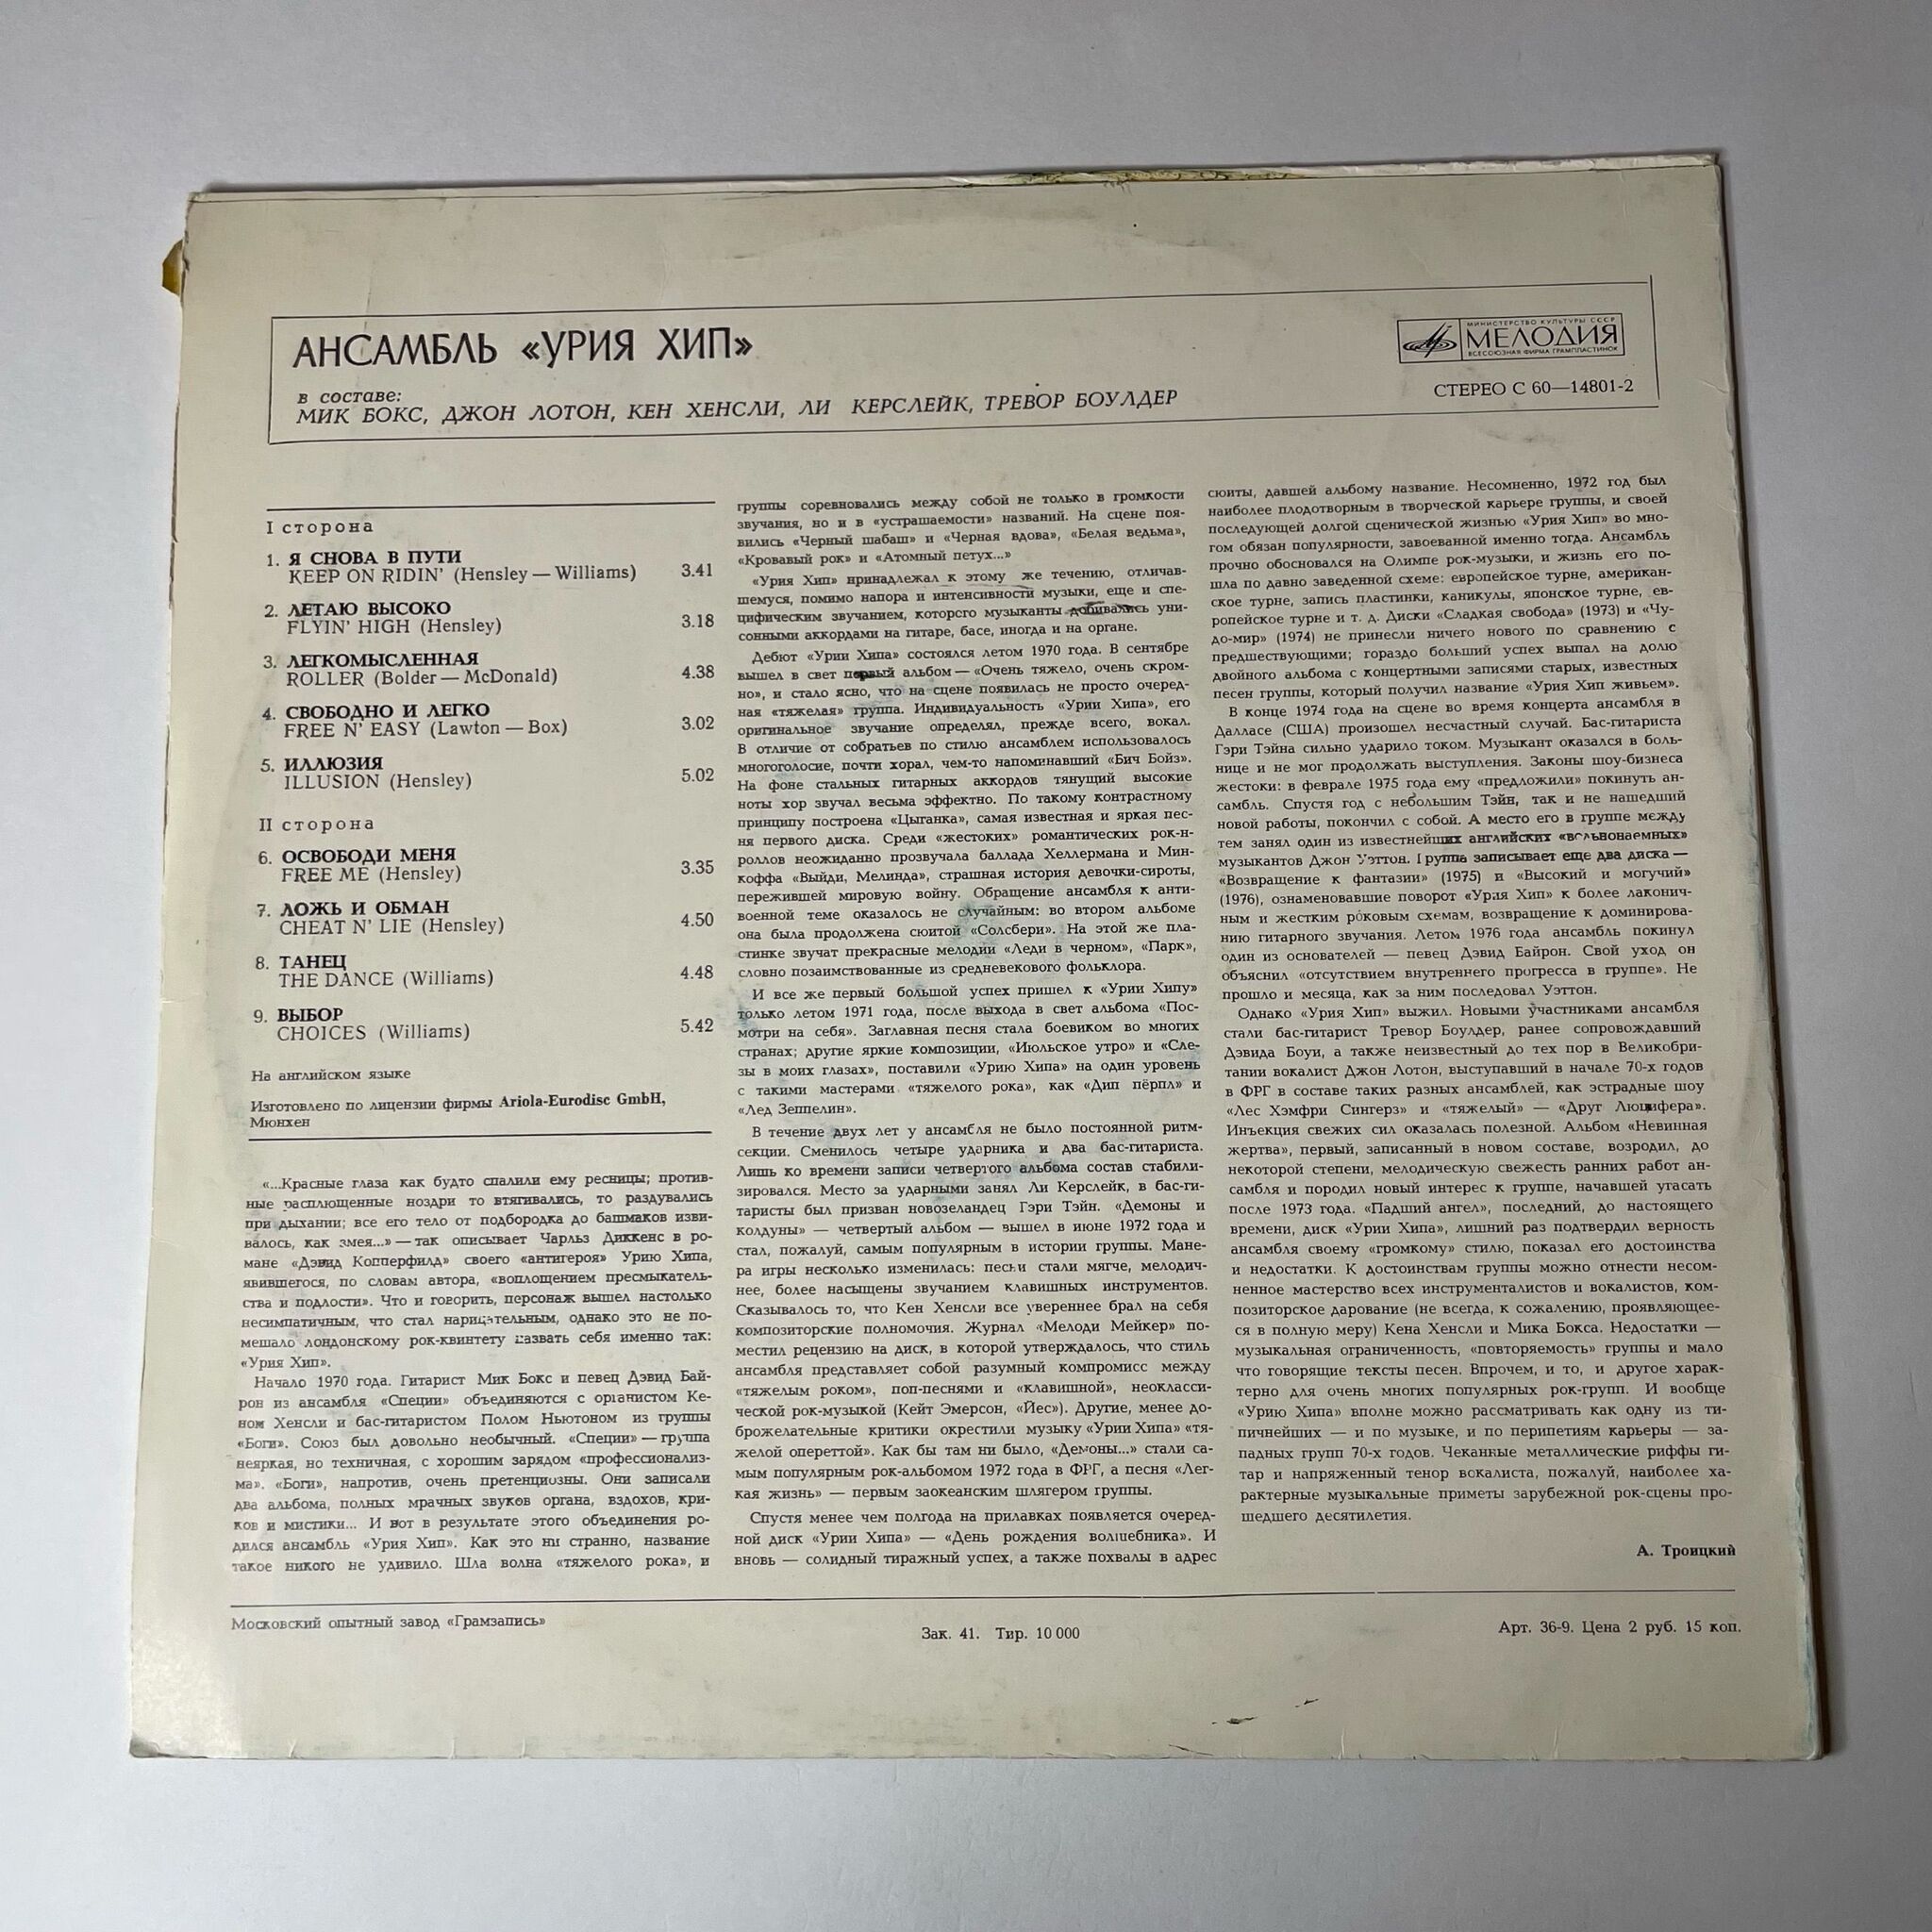 АНСАМБЛЬ «УРИЯ ХИП»
в составе:
МИК БОКС, ДЖОН ЛОТОН, КЕН ХЕНСЛИ, ЛИ КЕРСЛЕЙК, ТРЕВОР БОУЛДЕР
МИНИСТЕРСТВО КУЛЬТУРЫ СССР
МЕЛОДИЯ
ВСЕСОЮЗНАЯ ФИРМА ГРАМПЛАСТИНОК
СТЕРЕО С 60—14801-2
I сторона
1. Я СНОВА В ПУТИ
KEEP ON RIDIN' (Hensley — Williams) 3.41
2. ЛЕТАЮ ВЫСОКО
FLYIN' HIGH (Hensley) 3.18
3. ЛЕГКОМЫСЛЕННАЯ
ROLLER (Bolder — McDonald) 4.38
4. СВОБОДНО И ЛЕГКО
FREE N' EASY (Lawton — Box) 3.02
5. ИЛЛЮЗИЯ
ILLUSION (Hensley) 5.02
II сторона
6. ОСВОБОДИ МЕНЯ
FREE ME (Hensley) 3.35
7. ЛОЖЬ И ОБМАН
CHEAT N' LIE (Hensley) 4.50
8. ТАНЕЦ
THE DANCE (Williams) 4.48
9. ВЫБОР
CHOICES (Williams) 5.42
На английском языке
Изготовлено по лицензии фирмы Ariola-Eurodisc GmbH,
Мюнхен
«...Красные глаза как будто спалили ему ресницы; против-
ные расплющенные ноздри то втягивались, то раздувались
при дыхании; все его тело от подбородка до башмаков изви-
валось, как змея...» — так описывает Чарльз Диккенс в ро-
мане «Дэвид Копперфилд» своего «антигероя» Урию Хипа,
явившегося, по словам автора, «воплощением пресмыкатель-
ства и подлости». Что и говорить, персонаж вышел настолько
несимпатичным, что стал нарицательным, однако это не по-
мешало лондонскому рок-квинтету назвать себя именно так:
«Урия Хип».
Начало 1970 года. Гитарист Мик Бокс и певец Дэвид Бай-
рон из ансамбля «Специи» объединяются с органистом Ке-
ном Хенсли и бас-гитаристом Полом Ньютоном из группы
«Боги». Союз был довольно необычный. «Специи» — группа
неяркая, но техничная, с хорошим зарядом «профессионализ-
ма». «Боги», напротив, очень претенциозны. Они записали
два альбома, полных мрачных звуков органа, вздохов, кри-
ков и мистики... И вот в результате этого объединения ро-
дился ансамбль «Урия Хип». Как это ни странно, название
такое никого не удивило. Шла волна «тяжелого рока», и
группы соревновались между собой не только в громкости
звучания, но и в «устрашаемости» названий. На сцене поя-
вились «Черный шабаш» и «Черная вдова», «Белая ведьма»,
«Кровавый рок» и «Атомный петух...»
«Урия Хип» принадлежал к этому же течению, отличав-
шемуся, помимо напора и интенсивности музыки, еще и спе-
цифическим звучанием, которого музыканты добивались уни-
сонными аккордами на гитаре, басе, иногда и на органе.
Дебют «Урии Хипа» состоялся летом 1970 года. В сентябре
вышел в свет первый альбом — «Очень тяжело, очень скром-
но», и стало ясно, что на сцене появилась не просто очеред-
ная «тяжелая» группа. Индивидуальность «Урии Хипа», его
оригинальное звучание определял, прежде всего, вокал.
В отличие от собратьев по стилю ансамблем использовалось
многоголосие, почти хорал, чем-то напоминавший «Бич Бойз».
На фоне стальных гитарных аккордов тянущий высокие
ноты хор звучал весьма эффектно. По такому контрастному
принципу построена «Цыганка», самая известная и яркая пес-
ня первого диска. Среди «жестоких» романтических рок-н-
роллов неожиданно прозвучала баллада Хеллермана и Мин-
коффа «Выйди, Мелинда», страшная история девочки-сироты,
пережившей мировую войну. Обращение ансамбля к анти-
военной теме оказалось не случайным: во втором альбоме
она была продолжена сюитой «Солсбери». На этой же пла-
стинке звучат прекрасные мелодии «Леди в черном», «Парк»,
словно позаимствованные из средневекового фольклора.
И все же первый большой успех пришел к «Урии Хипу»
только летом 1971 года, после выхода в свет альбома «Пос-
мотри на себя». Заглавная песня стала боевиком во многих
странах; другие яркие композиции, «Июльское утро» и «Сле-
зы в моих глазах», поставили «Урию Хипа» на один уровень
с такими мастерами «тяжелого рока», как «Дип пёрпл» и
«Лед Зеппелин».
В течение двух лет у ансамбля не было постоянной ритм-
секции. Сменилось четыре ударника и два бас-гитариста.
Лишь ко времени записи четвертого альбома состав стабили-
зировался. Место за ударными занял Ли Керслейк, в бас-ги-
таристы был призван новозеландец Гэри Тэйн. «Демоны и
колдуны» — четвертый альбом — вышел в июне 1972 года и
стал, пожалуй, самым популярным в истории группы. Мане-
ра игры несколько изменилась: песни стали мягче, мелодич-
нее, более насыщены звучанием клавишных инструментов.
Сказывалось то, что Кен Хенсли все увереннее брал на себя
композиторские полномочия. Журнал «Мелоди Мейкер» по-
местил рецензию на диск, в которой утверждалось, что стиль
ансамбля представляет собой разумный компромисс между
«тяжелым роком», поп-песнями и «клавишной», неоклассп-
ческой рок-музыкой (Кейт Эмерсон, «Йес»). Другие, менее до-
брожелательные критики окрестили музыку «Урии Хипа» «тя-
желой опереттой». Как бы там ни было, «Демоны...» стали са-
мым популярным рок-альбомом 1972 года в ФРГ, а песня «Лег-
кая жизнь» — первым заокеанским шлягером группы.
Спустя менее чем полгода на прилавках появляется очеред-
ной диск «Урии Хипа» — «День рождения волшебника». И
вновь — солидный тиражный успех, а также похвалы в адрес
сюиты, давшей альбому название. Несомненно, 1972 год был
наиболее плодотворным в творческой карьере группы, и своей
последующей долгой сценической жизнью «Урия Хип» во мно-
гом обязан популярности, завоеванной именно тогда. Ансамбль
прочно обосновался на Олимпе рок-музыки, и жизнь его по-
шла по давно заведенной схеме: европейское турне, американ-
ское турне, запись пластинки, каникулы, японское турне, ев-
ропейское турне и т. д. Диски «Сладкая свобода» (1973) и «Чу-
до-мир» (1974) не принесли ничего нового по сравнению с
предшествующими; гораздо больший успех выпал на долю
двойного альбома с концертными записями старых, известных
песен группы, который получил название «Урия Хип живьем».
В конце 1974 года на сцене во время концерта ансамбля в
Далласе (США) произошел несчастный случай. Бас-гитариста
Гэри Тэйна сильно ударило током. Музыкант оказался в боль-
нице и не мог продолжать выступления. Законы шоу-бизнеса
жестоки: в феврале 1975 года ему «предложили» покинуть ан-
самбль. Спустя год с небольшим Тэйн, так и не нашедший
новой работы, покончил с собой. А место его в группе между
тем занял один из известнейших английских «вольнонаемных»
музыкантов Джон Уэттон. Группа записывает еще два диска —
«Возвращение к фантазии» (1975) и «Высокий и могучий»
(1976), ознаменовавшие поворот «Урия Хип» к более лаконич-
ным и жестким роковым схемам, возвращение к доминирова-
нию гитарного звучания. Летом 1976 года ансамбль покинул
один из основателей — певец Дэвид Байрон. Свой уход он
объяснил «отсутствием внутреннего прогресса в группе». Не
прошло и месяца, как за ним последовал Уэттон.
Однако «Урия Хип» выжил. Новыми участниками ансамбля
стали бас-гитарист Тревор Боулдер, ранее сопровождавший
Дэвида Боуи, а также неизвестный до тех пор в Великобри-
тании вокалист Джон Лотон, выступавший в начале 70-х годов
в ФРГ в составе таких разных ансамблей, как эстрадные шоу
«Лес Хэмфри Сингерз» и «тяжелый» — «Друг Люцифера».
Инъекция свежих сил оказалась полезной. Альбом «Невинная
жертва», первый, записанный в новом составе, возродил, до
некоторой степени, мелодическую свежесть ранних работ ан-
самбля и породил новый интерес к группе, начавшей угасать
после 1973 года. «Падший ангел», последний, до настоящего
времени, диск «Урии Хипа», лишний раз подтвердил верность
ансамбля своему «громкому» стилю, показал его достоинства
и недостатки. К достоинствам группы можно отнести несом-
ненное мастерство всех инструменталистов и вокалистов, ком-
позиторское дарование (не всегда, к сожалению, проявляющее-
ся в полную меру) Кена Хенсли и Мика Бокса. Недостатки —
музыкальная ограниченность, «повторяемость» группы и мало
что говорящие тексты песен. Впрочем, и то, и другое харак-
терно для очень многих популярных рок-групп. И вообще
«Урию Хипа» вполне можно рассматривать как одну из ти-
пичнейших — и по музыке, и по перипетиям карьеры — за-
падных групп 70-х годов. Чеканные металлические риффы ги-
тар и напряженный тенор вокалиста, пожалуй, наиболее ха-
рактерные музыкальные приметы зарубежной рок-сцены про-
шедшего десятилетия.
А. Троицкий
Московский опытный завод «Грамзапись»
Зак. 41. Тир. 10 000
Арт. 36-9. Цена 2 руб. 15 коп.